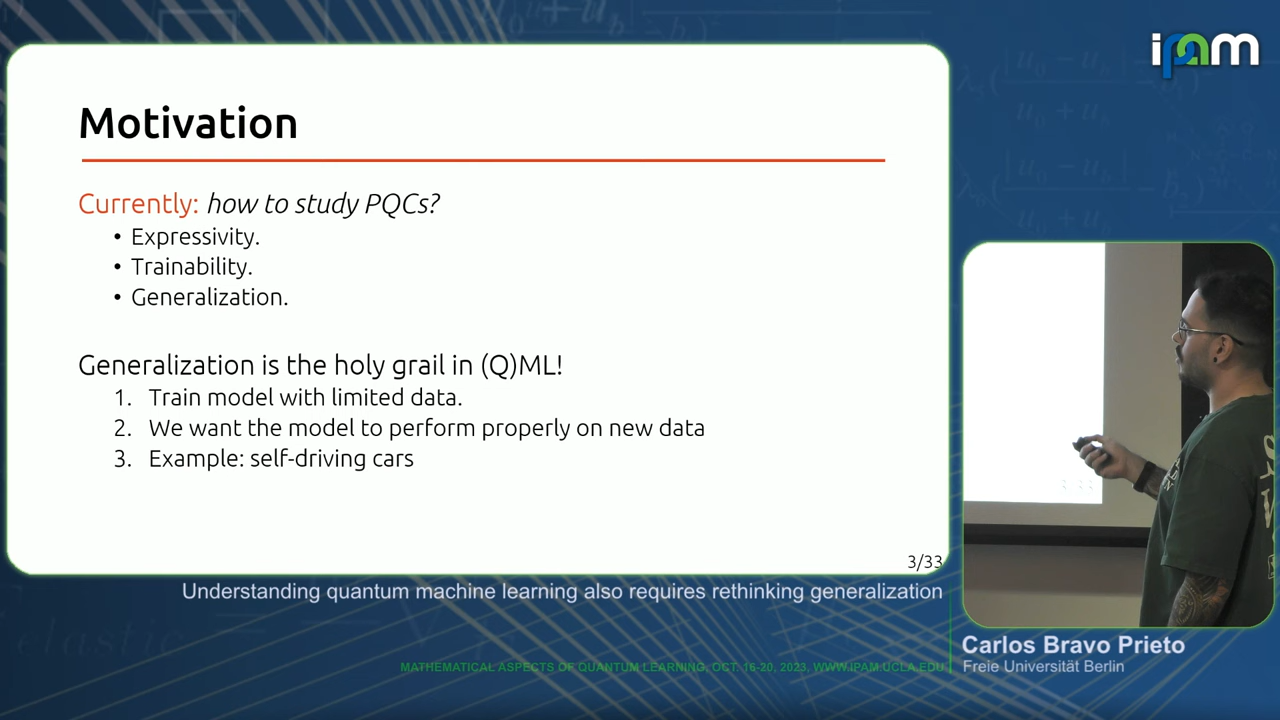 ipam
Motivation
Currently: how to study PQCs?
• Expressivity.
• Trainability.
• Generalization.
Generalization is the holy grail in (Q)ML!
1. Train model with limited data.
2. We want the model to perform properly on new data
3. Example: self-driving cars
3/33
Understanding quantum machine learning also requires rethinking generalization
Carlos Bravo Prieto
Freie Universität Berlin
MATHEMATICAL ASPECTS OF QUANTUM LEARNING, OCT. 16-20, 2023, WWW.IPAM.UCLA.EDU
elastic